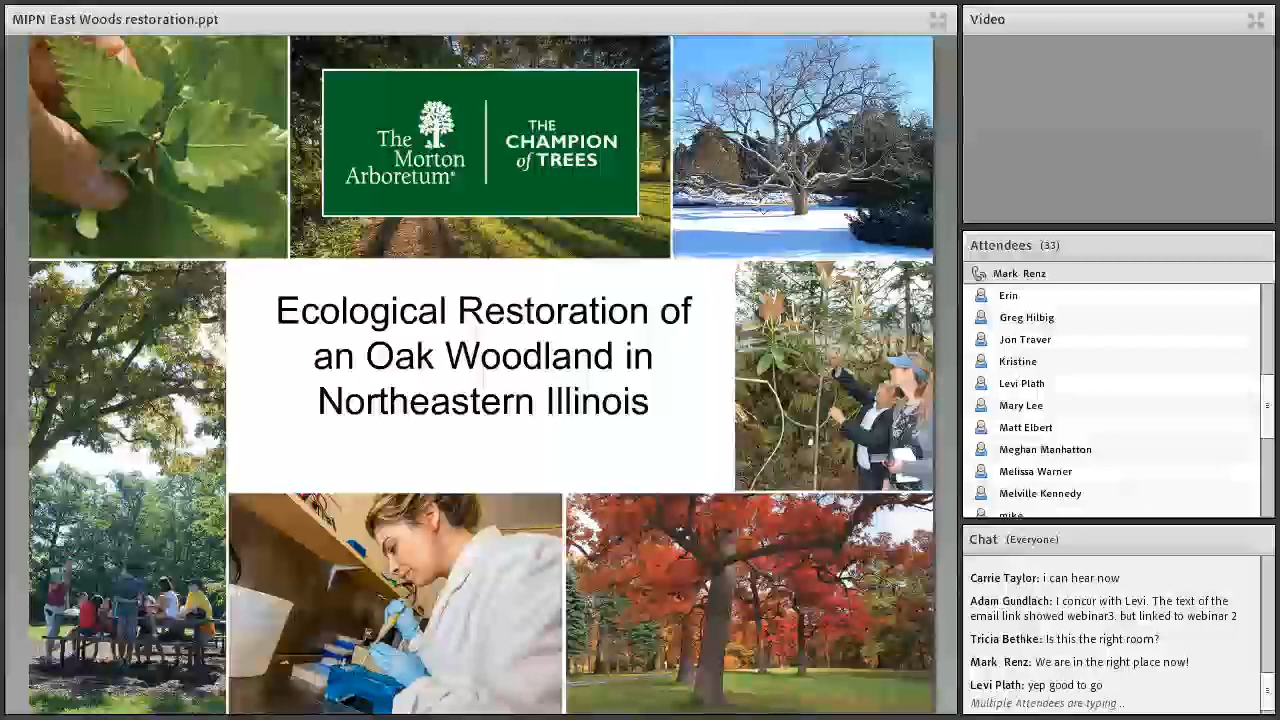 MIPN East Woods restoration.ppt
The
Morton
Arboretum®
THE
CHAMPION
of TREES
Ecological Restoration of
an Oak Woodland in
Northeastern Illinois
Video
Attendees (33)
Mark Renz
Erin
Greg Hilbig
Jon Traver
Kristine
Levi Plath
Mary Lee
Matt Elbert
Meghan Manhatton
Melissa Warner
Melville Kennedy
mike
Chat (Everyone)
Carrie Taylor: i can hear now
Adam Gundlach: I concur with Levi. The text of the
email link showed webinar3. but linked to webinar 2
Tricia Bethke: Is this the right room?
Mark Renz: We are in the right place now!
Levi Plath: yep good to go
Multiple Attendees are typing ..